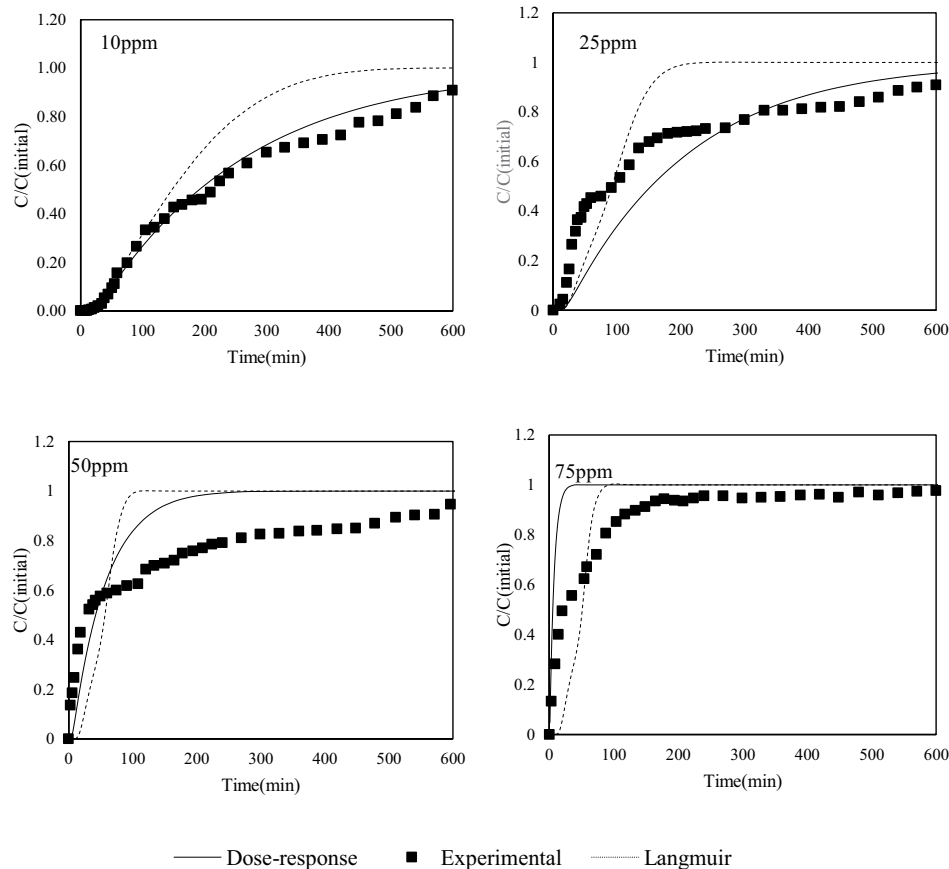 10ppm
1.20
1.00
0.80
0.60
0.40
0.20
0.00
C/C(initial)
0 100 200 300 400 500 600
Time(min)
25ppm
1.2
1
0.8
0.6
0.4
0.2
0
C/C(initial)
0 100 200 300 400 500 600
Time(min)
50ppm
1.2
1
0.8
0.6
0.4
0.2
0
C/C(initial)
0 100 200 300 400 500 600
Time(min)
75ppm
1.2
1
0.8
0.6
0.4
0.2
0
C/C(initial)
0 100 200 300 400 500 600
Time(min)
Dose-response Experimental Langmuir